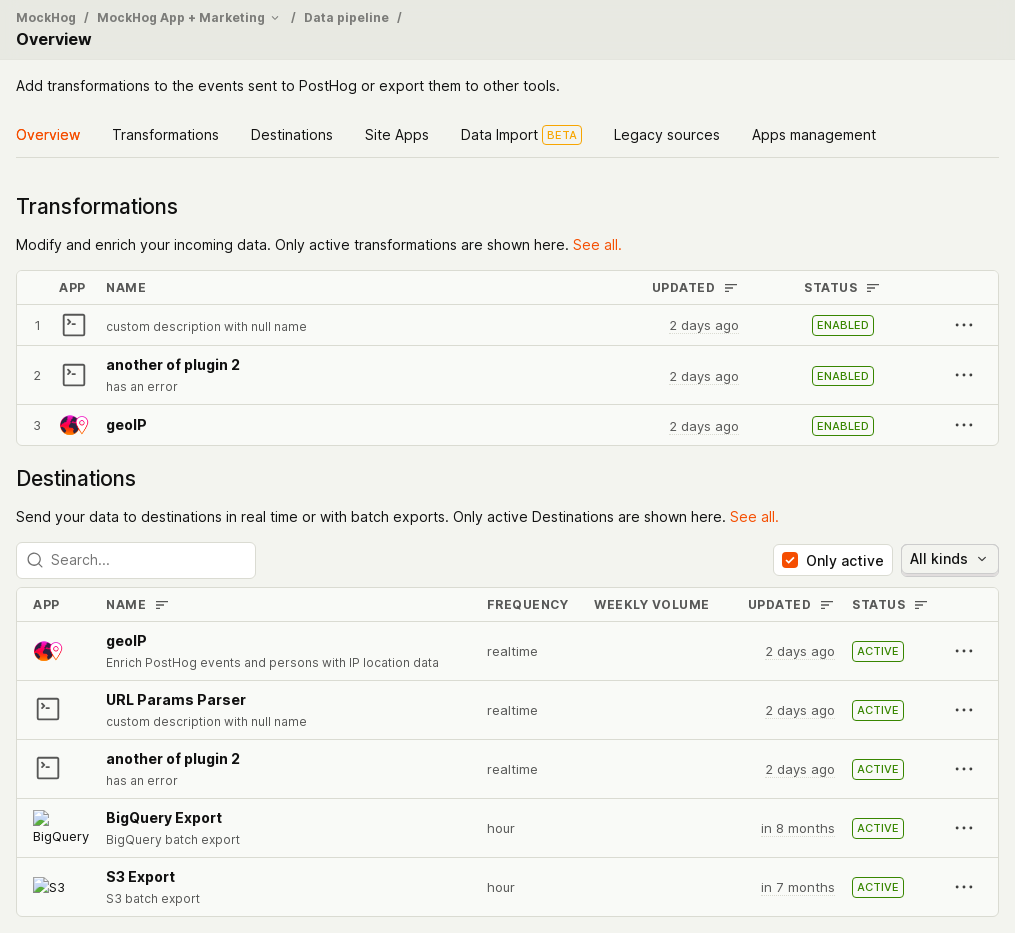 MockHog / MockHog App + Marketing / Data pipeline /
Overview
Add transformations to the events sent to PostHog or export them to other tools.
Overview Transformations Destinations Site Apps Data Import BETA Legacy sources Apps management
Transformations
Modify and enrich your incoming data. Only active transformations are shown here. See all.
APP NAME UPDATED STATUS
1 custom description with null name 2 days ago ENABLED
another of plugin 2
2 2 days ago ENABLED
has an error
3 geoIP 2 days ago ENABLED
Destinations
Send your data to destinations in real time or with batch exports. Only active Destinations are shown here. See all.
Search... Only active All kinds
APP NAME FREQUENCY WEEKLY VOLUME UPDATED STATUS
geoIP
realtime 2 days ago ACTIVE
Enrich PostHog events and persons with IP location data
URL Params Parser
realtime 2 days ago ACTIVE
custom description with null name
another of plugin 2
realtime 2 days ago ACTIVE
has an error
BigQuery Export
hour in 8 months ACTIVE
BigQuery BigQuery batch export
S3 Export
S3 hour in 7 months ACTIVE
S3 batch export